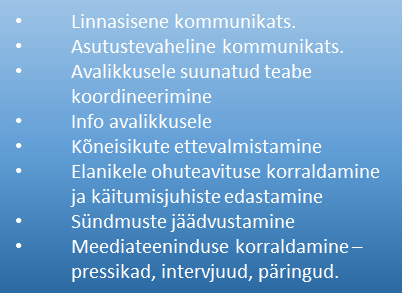 • Linnasisene kommunikats.
• Asutustevaheline kommunikats.
• Avalikkusele suunatud teabe
koordineerimine
• Info avalikkusele
• Kõneisikute ettevalmistamine
• Elanikele ohuteavituse korraldamine
ja käitumisjuhiste edastamine
• Sündmuste jäädvustamine
• Meediateeninduse korraldamine –
pressikad, intervjuud, päringud.